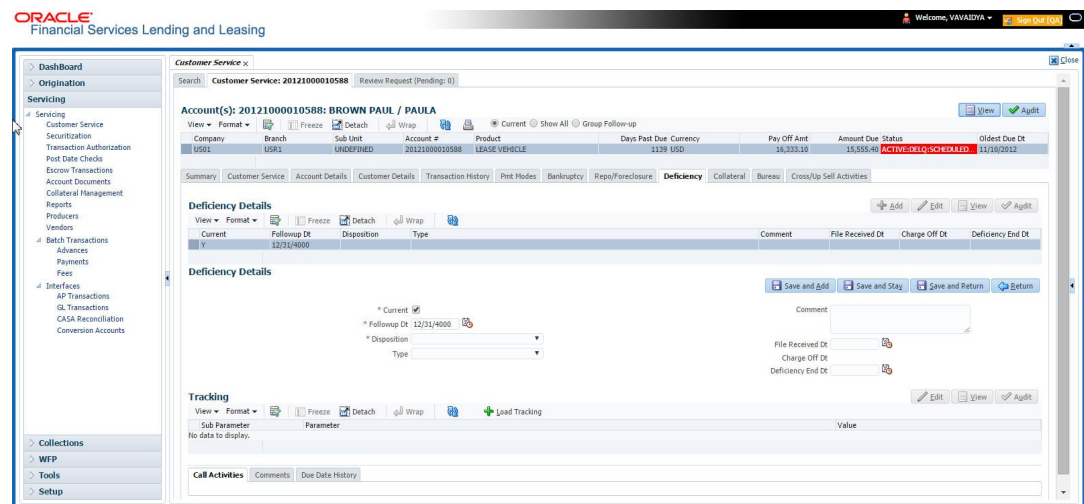 ORACLE
Financial Services Lending and Leasing
Welcome, VAVAIDYA
Sign Out [QA]
Close
DashBoard
Origination
Servicing
Servicing
Customer Service
Securitization
Transaction Authorization
Post Date Checks
Escrow Transactions
Account Documents
Collateral Management
Reports
Producers
Vendors
Batch Transactions
Advances
Payments
Fees
Interfaces
AP Transactions
GL Transactions
CASA Reconciliation
Conversion Accounts
Collections
WFP
Tools
Setup
Customer Service x
Search Customer Service: 20121000010588 Review Request (Pending: 0)
Account(s): 20121000010588: BROWN PAUL / PAULA
View Audit
View Format Freeze Detach Wrap Current Show All Group Follow-up
Company Branch Sub Unit Account # Product Days Past Due Currency Pay Off Amt Amount Due Status Oldest Due Dt
US01 USR1 UNDEFINED 20121000010588 LEASE VEHICLE 1139 USD 16,333.10 15,555.40 ACTIVE:DELQ:SCHEDULED... 11/10/2012
Summary Customer Service Account Details Customer Details Transaction History Pmt Modes Bankruptcy Repo/Foreclosure Deficiency Collateral Bureau Cross/Up Sell Activities
Deficiency Details
Add Edit View Audit
View Format Freeze Detach Wrap
Current Followup Dt Disposition Type Comment File Received Dt Charge Off Dt Deficiency End Dt
Y 12/31/4000
Deficiency Details
Save and Add Save and Stay Save and Return Return
* Current
* Followup Dt 12/31/4000
* Disposition
Type
Comment
File Received Dt
Charge Off Dt
Deficiency End Dt
Tracking
Edit View Audit
View Format Freeze Detach Wrap Load Tracking
Sub Parameter Parameter Value
No data to display.
Call Activities Comments Due Date History